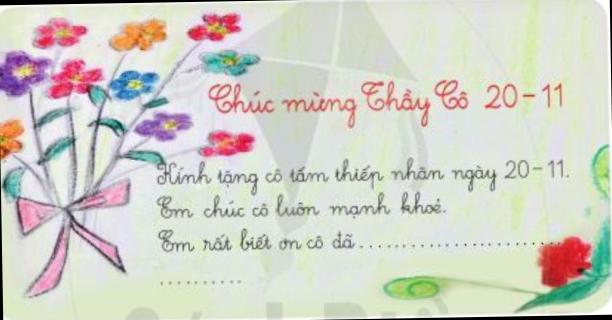 Chúc mừng Thầy Cô 20-11
Kính tặng cô tấm thiếp nhân ngày 20-11.
Em chúc cô luôn mạnh khoẻ.
Em rất biết ơn cô đã..............................
..........